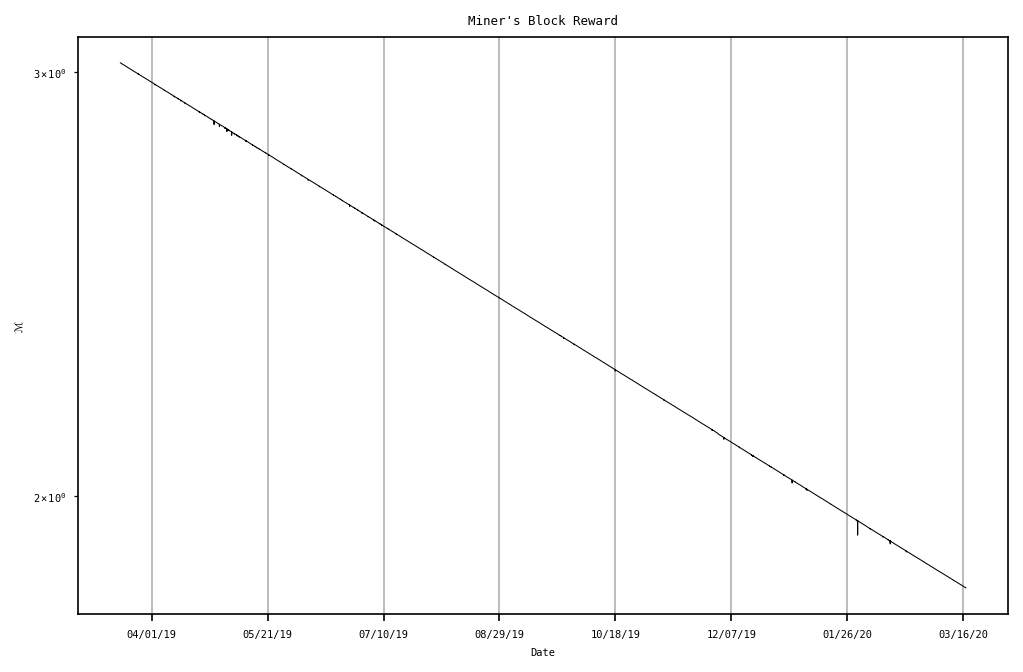 Miner's Block Reward
3×10⁰
ℳ
2×10⁰
04/01/19 05/21/19 07/10/19 08/29/19 10/18/19 12/07/19 01/26/20 03/16/20
Date